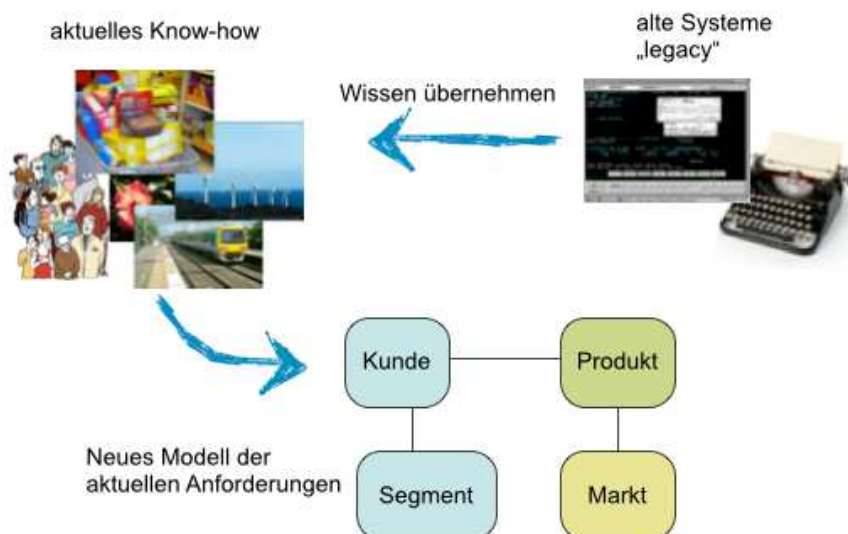 aktuelles Know-how
alte Systeme
„legacy“
Wissen übernehmen
Kunde
Produkt
Neues Modell der
aktuellen Anforderungen
Segment
Markt